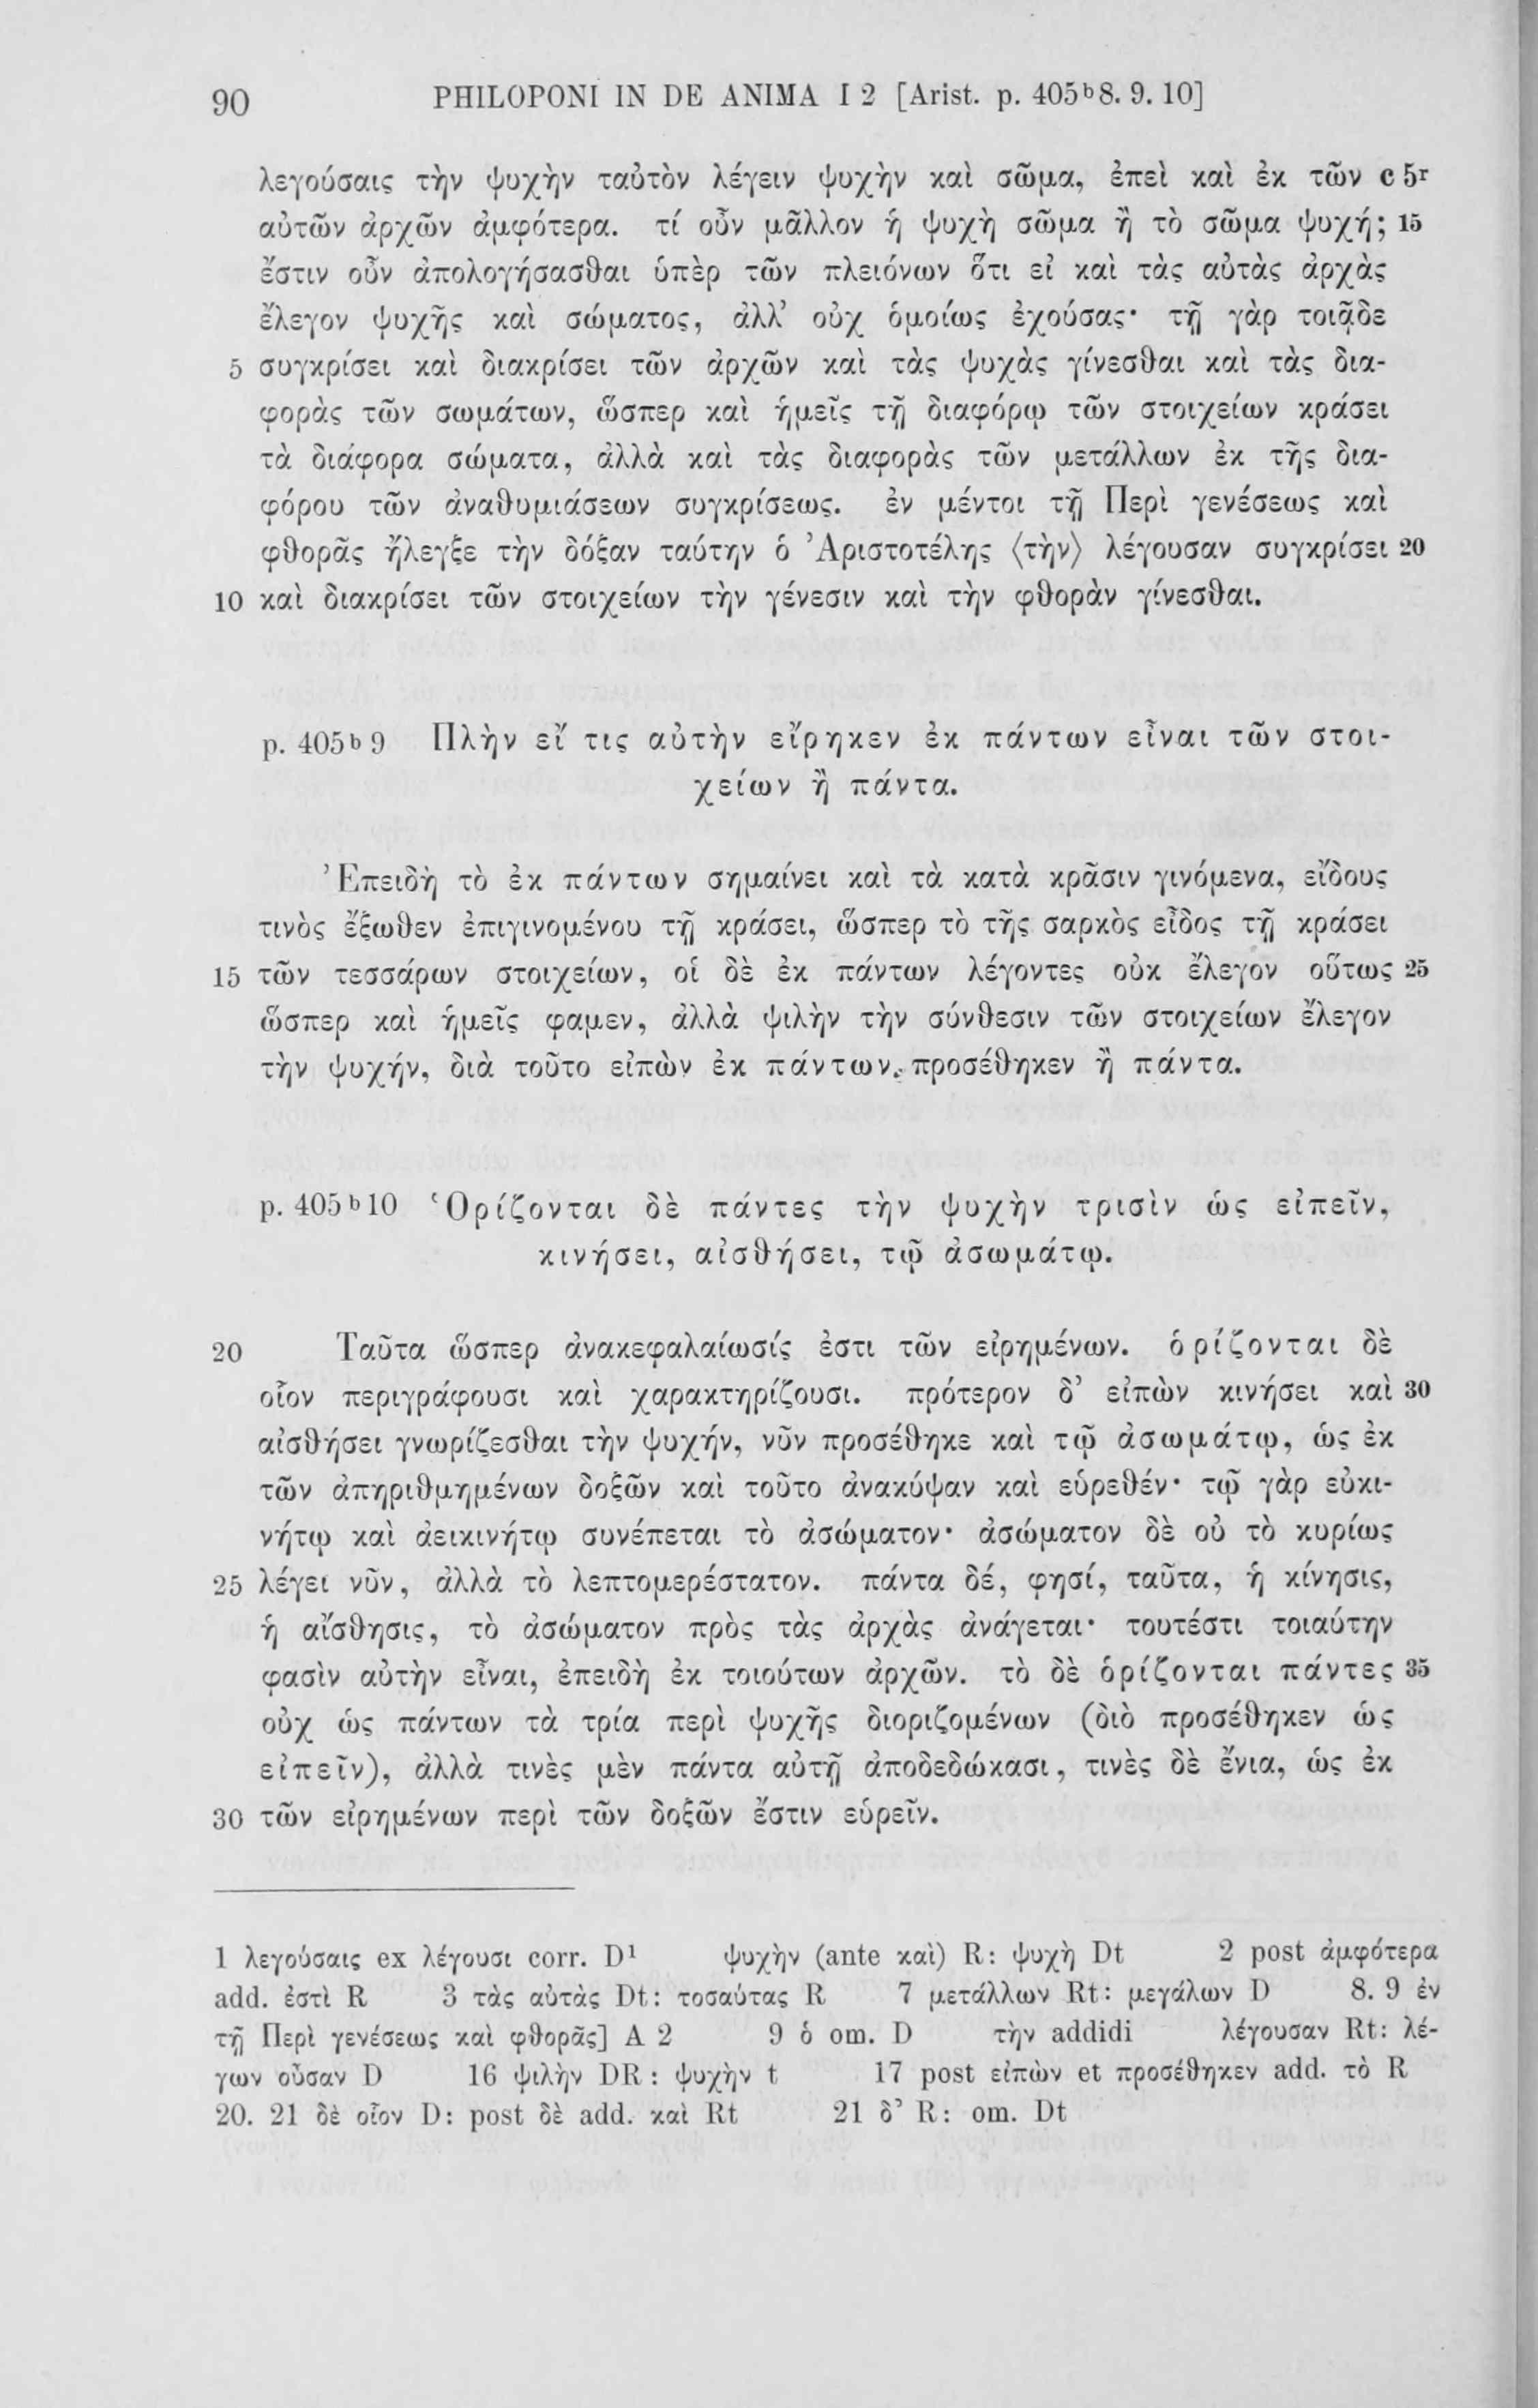 90 PHILOPONI IN DE ANIMA I 2 [Arist. p. 405ᵇ8. 9. 10]
λεγούσαις τὴν ψυχὴν ταὐτὸν λέγειν ψυχὴν καὶ σῶμα, ἐπεὶ καὶ ἐκ τῶν c 5ʳ
αὐτῶν ἀρχῶν ἀμφότερα. τί οὖν μᾶλλον ἡ ψυχὴ σῶμα ἢ τὸ σῶμα ψυχή; 15
ἔστιν οὖν ἀπολογήσασθαι ὑπὲρ τῶν πλειόνων ὅτι εἰ καὶ τὰς αὐτὰς ἀρχὰς
ἔλεγον ψυχῆς καὶ σώματος, ἀλλ’ οὐχ ὁμοίως ἐχούσας· τῇ γὰρ τοιᾷδε
5 συγκρίσει καὶ διακρίσει τῶν ἀρχῶν καὶ τὰς ψυχὰς γίνεσθαι καὶ τὰς δια-
φορὰς τῶν σωμάτων, ὥσπερ καὶ ἡμεῖς τῇ διαφόρῳ τῶν στοιχείων κράσει
τὰ διάφορα σώματα, ἀλλὰ καὶ τὰς διαφορὰς τῶν μετάλλων ἐκ τῆς δια-
φόρου τῶν ἀναθυμιάσεων συγκρίσεως. ἐν μέντοι τῇ Περὶ γενέσεως καὶ
φθορᾶς ἤλεγξε τὴν δόξαν ταύτην ὁ Ἀριστοτέλης ⟨τὴν⟩ λέγουσαν συγκρίσει 20
10 καὶ διακρίσει τῶν στοιχείων τὴν γένεσιν καὶ τὴν φθορὰν γίνεσθαι.
p. 405ᵇ9 Πλὴν εἴ τις αὐτὴν εἴρηκεν ἐκ πάντων εἶναι τῶν στοι-
χείων ἢ πάντα.
Ἐπειδὴ τὸ ἐκ πάντων σημαίνει καὶ τὰ κατὰ κρᾶσιν γινόμενα, εἴδους
τινὸς ἔξωθεν ἐπιγινομένου τῇ κράσει, ὥσπερ τὸ τῆς σαρκὸς εἶδος τῇ κράσει
15 τῶν τεσσάρων στοιχείων, οἱ δὲ ἐκ πάντων λέγοντες οὐκ ἔλεγον οὕτως 25
ὥσπερ καὶ ἡμεῖς φαμεν, ἀλλὰ ψιλὴν τὴν σύνθεσιν τῶν στοιχείων ἔλεγον
τὴν ψυχήν, διὰ τοῦτο εἰπὼν ἐκ πάντων, προσέθηκεν ἢ πάντα.
p. 405ᵇ10 Ὁρίζονται δὲ πάντες τὴν ψυχὴν τρισὶν ὡς εἰπεῖν,
κινήσει, αἰσθήσει, τῷ ἀσωμάτῳ.
20 Ταῦτα ὥσπερ ἀνακεφαλαίωσίς ἐστι τῶν εἰρημένων. ὁρίζονται δὲ
οἷον περιγράφουσι καὶ χαρακτηρίζουσι. πρότερον δ’ εἰπὼν κινήσει καὶ 30
αἰσθήσει γνωρίζεσθαι τὴν ψυχήν, νῦν προσέθηκε καὶ τῷ ἀσωμάτῳ, ὡς ἐκ
τῶν ἀπηριθμημένων δοξῶν καὶ τοῦτο ἀνακύψαν καὶ εὑρεθέν· τῷ γὰρ εὐκι-
νήτῳ καὶ ἀεικινήτῳ συνέπεται τὸ ἀσώματον· ἀσώματον δὲ οὐ τὸ κυρίως
25 λέγει νῦν, ἀλλὰ τὸ λεπτομερέστατον. πάντα δέ, φησί, ταῦτα, ἡ κίνησις,
ἡ αἴσθησις, τὸ ἀσώματον πρὸς τὰς ἀρχὰς ἀνάγεται· τουτέστι τοιαύτην
φασὶν αὐτὴν εἶναι, ἐπειδὴ ἐκ τοιούτων ἀρχῶν. τὸ δὲ ὁρίζονται πάντες 35
οὐχ ὡς πάντων τὰ τρία περὶ ψυχῆς διοριζομένων (διὸ προσέθηκεν ὡς
εἰπεῖν), ἀλλὰ τινὲς μὲν πάντα αὐτῇ ἀποδεδώκασι, τινὲς δὲ ἔνια, ὡς ἐκ
30 τῶν εἰρημένων περὶ τῶν δοξῶν ἔστιν εὑρεῖν.
1 λεγούσαις ex λέγουσι corr. D¹ ψυχὴν (ante καὶ) R: ψυχὴ Dt 2 post ἀμφότερα
add. ἐστὶ R 3 τὰς αὐτὰς Dt: τοσαύτας R 7 μετάλλων Rt: μεγάλων D 8. 9 ἐν
τῇ Περὶ γενέσεως καὶ φθορᾶς] A 2 9 ὁ om. D τὴν addidi λέγουσαν Rt: λέ-
γων οὖσαν D 16 ψιλὴν DR: ψυχὴν t 17 post εἰπὼν et προσέθηκεν add. τὸ R
20. 21 δὲ οἷον D: post δὲ add. καὶ Rt 21 δ’ R: om. Dt